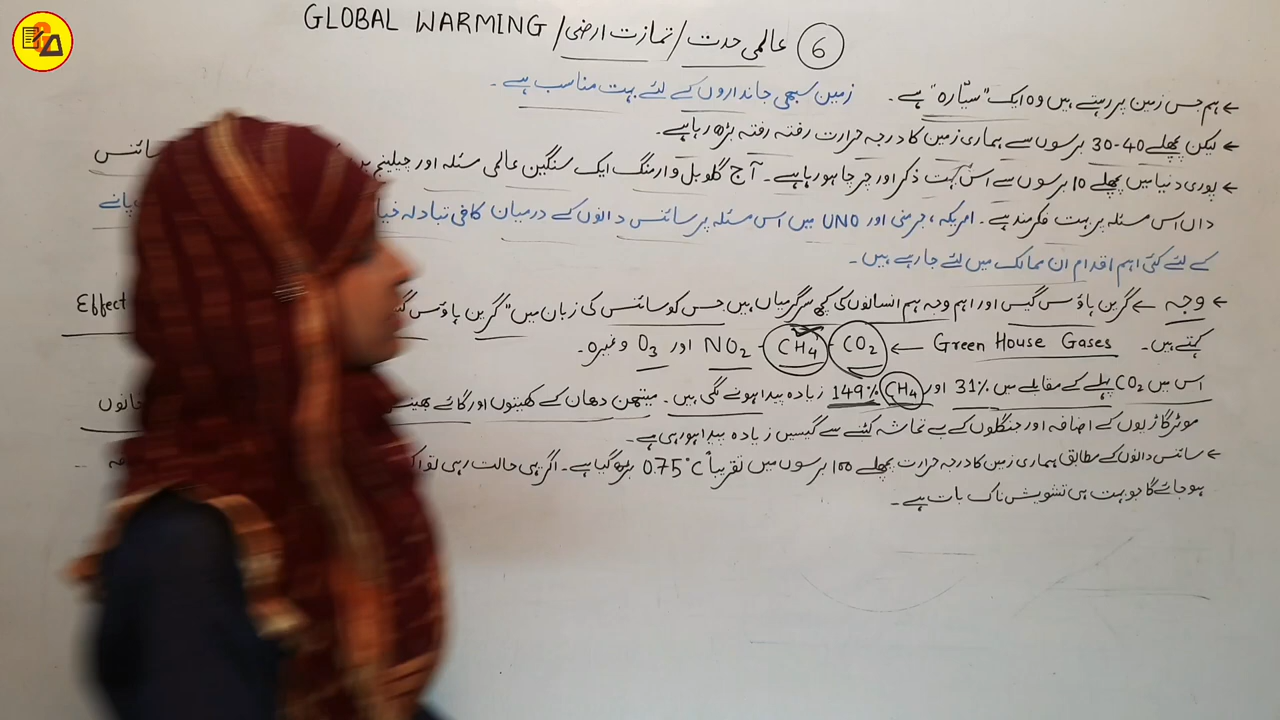 GLOBAL WARMING / عالمی حدت / تمازت ارضی 6
← ہم جس زمین پر رہتے ہیں وہ ایک "سیّارہ" ہے۔ زمین سبھی جانداروں کے لئے بہت مناسب ہے۔
← لیکن پچھلے 30-40 برسوں سے ہماری زمین کا درجہ حرارت رفتہ رفتہ بڑھ رہا ہے۔
← پوری دنیا میں پچھلے 10 برسوں سے اس بہت ذکر اور چرچا ہو رہا ہے۔ آج گلوبل وارمنگ ایک سنگین عالمی مسئلہ اور چیلینج سائنس
داں اس مسئلہ پر بہت فکرمند ہے۔ امریکہ، جرمنی اور UNO میں اس مسئلہ پر سائنس دانوں کے درمیان کافی تبادلہ پانے
کے لئے کئی اہم اقدام ان ممالک میں لئے جا رہے ہیں۔
← وجہ ← گرین ہاؤس گیس اور اہم وجہ ہم انسانوں کی کچھ سرگرمیاں ہیں جس کو سائنس کی زبان میں "گرین ہاؤس Effect
کہتے ہیں۔ Green House Gases ← CO2 - CH4 - NO2 اور O3 وغیرہ۔
اس میں CO2 پہلے کے مقابلے میں 31% اور CH4 149% زیادہ پیدا ہونے لگی ہیں۔ میتھین دھان کے کھیتوں اور گائے
موٹر گاڑیوں کے اضافہ اور جنگلوں کے بے تحاشہ کٹنے سے گیسیں زیادہ پیدا ہو رہی ہے۔
← سائنس دانوں کے مطابق ہماری زمین کا درجہ حرارت پچھلے 100 برسوں میں تقریباً 0.75°C بڑھ گیا ہے۔ اگر یہی حالت رہی تو
ہو جائے گا جو بہت ہی تشویش ناک بات ہے۔